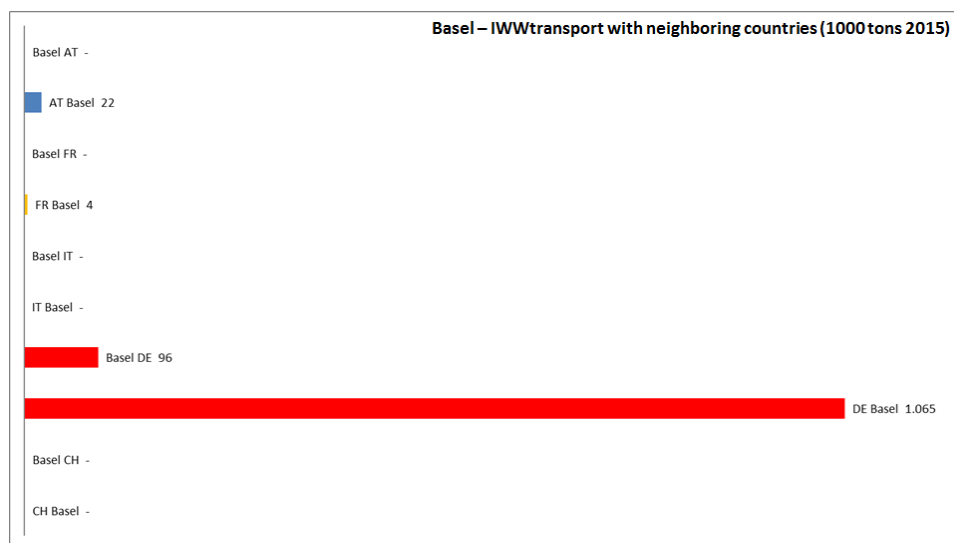 Basel – IWWtransport with neighboring countries (1000 tons 2015)
Basel AT -
AT Basel 22
Basel FR -
FR Basel 4
Basel IT -
IT Basel -
Basel DE 96
DE Basel 1.065
Basel CH -
CH Basel -